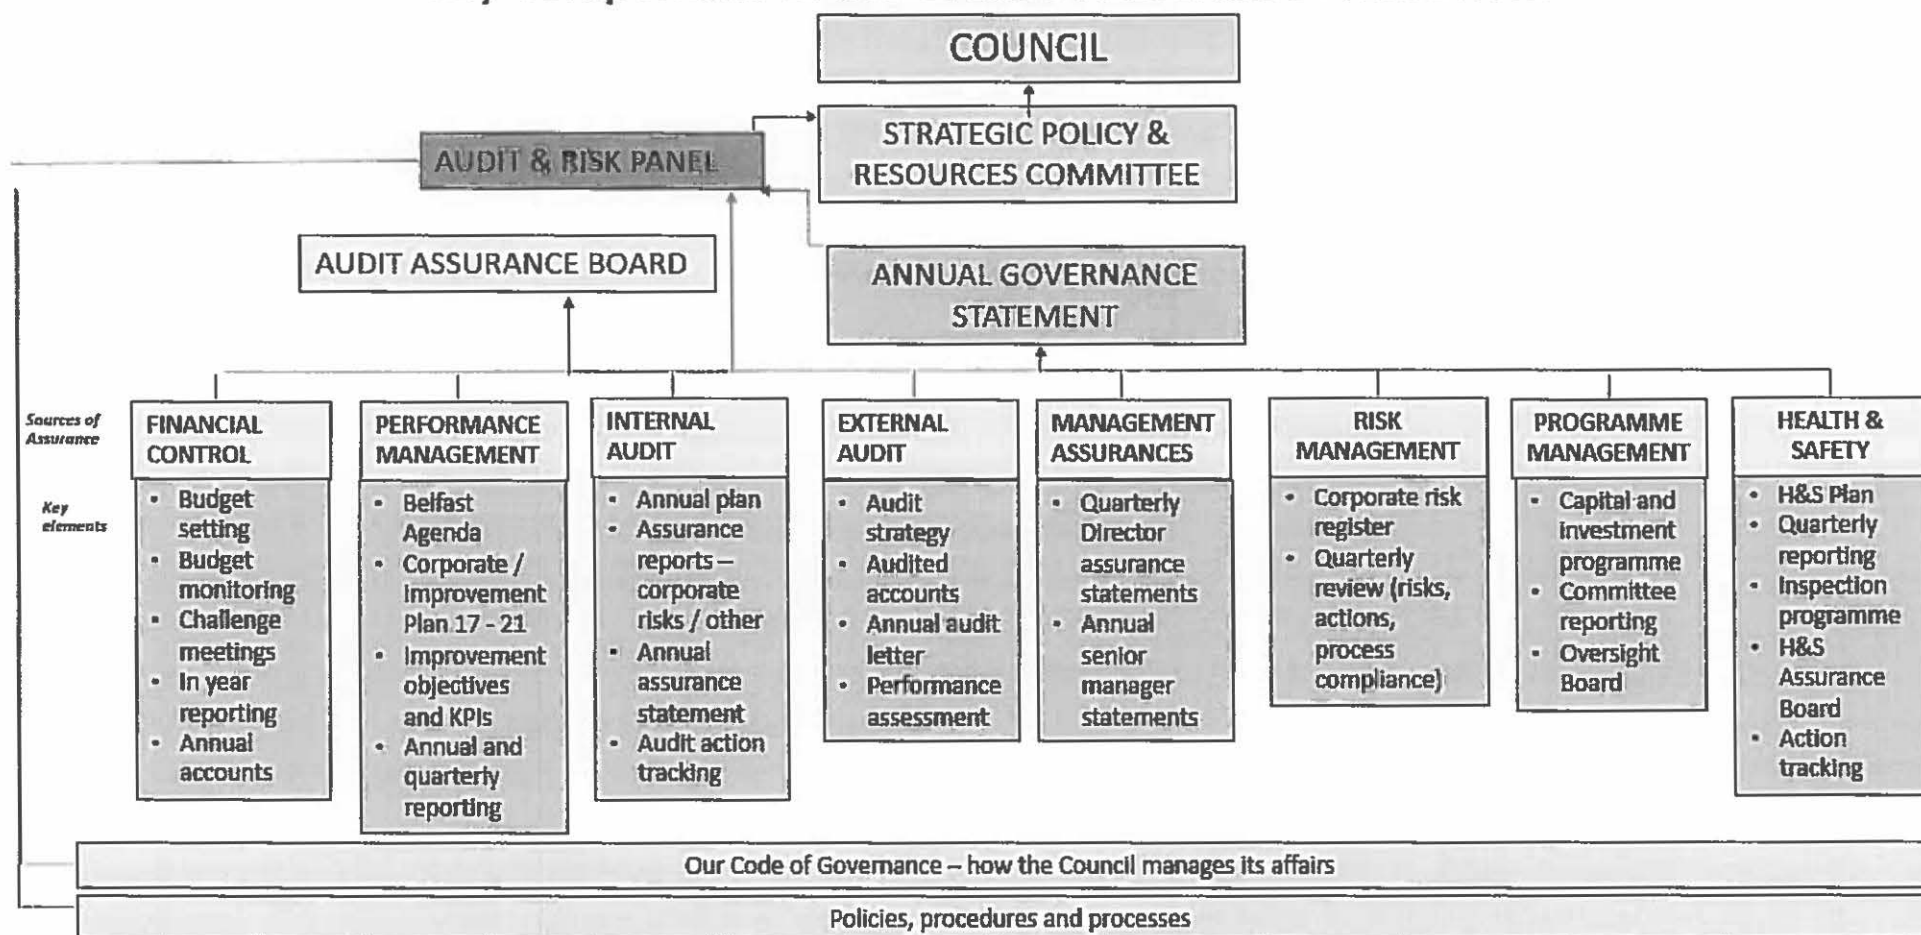 COUNCIL
STRATEGIC POLICY &
RESOURCES COMMITTEE
AUDIT & RISK PANEL
AUDIT ASSURANCE BOARD
ANNUAL GOVERNANCE
STATEMENT
Sources of
Assurance
Key
elements
FINANCIAL
CONTROL
• Budget
setting
• Budget
monitoring
• Challenge
meetings
• In year
reporting
• Annual
accounts
PERFORMANCE
MANAGEMENT
• Belfast
Agenda
• Corporate /
Improvement
Plan 17 - 21
• Improvement
objectives
and KPIs
• Annual and
quarterly
reporting
INTERNAL
AUDIT
• Annual plan
• Assurance
reports –
corporate
risks / other
• Annual
assurance
statement
• Audit action
tracking
EXTERNAL
AUDIT
• Audit
strategy
• Audited
accounts
• Annual audit
letter
• Performance
assessment
MANAGEMENT
ASSURANCES
• Quarterly
Director
assurance
statements
• Annual
senior
manager
statements
RISK
MANAGEMENT
• Corporate risk
register
• Quarterly
review (risks,
actions,
process
compliance)
PROGRAMME
MANAGEMENT
• Capital and
investment
programme
• Committee
reporting
• Oversight
Board
HEALTH &
SAFETY
• H&S Plan
• Quarterly
reporting
• Inspection
programme
• H&S
Assurance
Board
• Action
tracking
Our Code of Governance – how the Council manages its affairs
Policies, procedures and processes